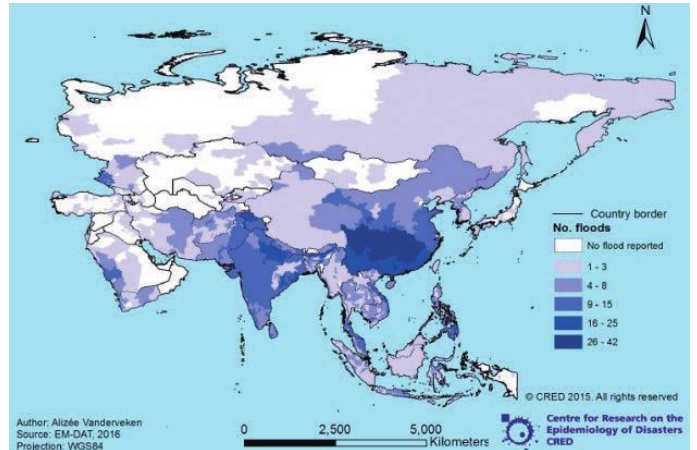 N
Country border
No. floods
No flood reported
1 - 3
4 - 8
9 - 15
16 - 25
26 - 42
© CRED 2015. All rights reserved
Author: Alizée Vanderveken
Source: EM-DAT, 2016
Projection: WGS84
0 2,500 5,000
Kilometers
Centre for Research on the
Epidemiology of Disasters
CRED